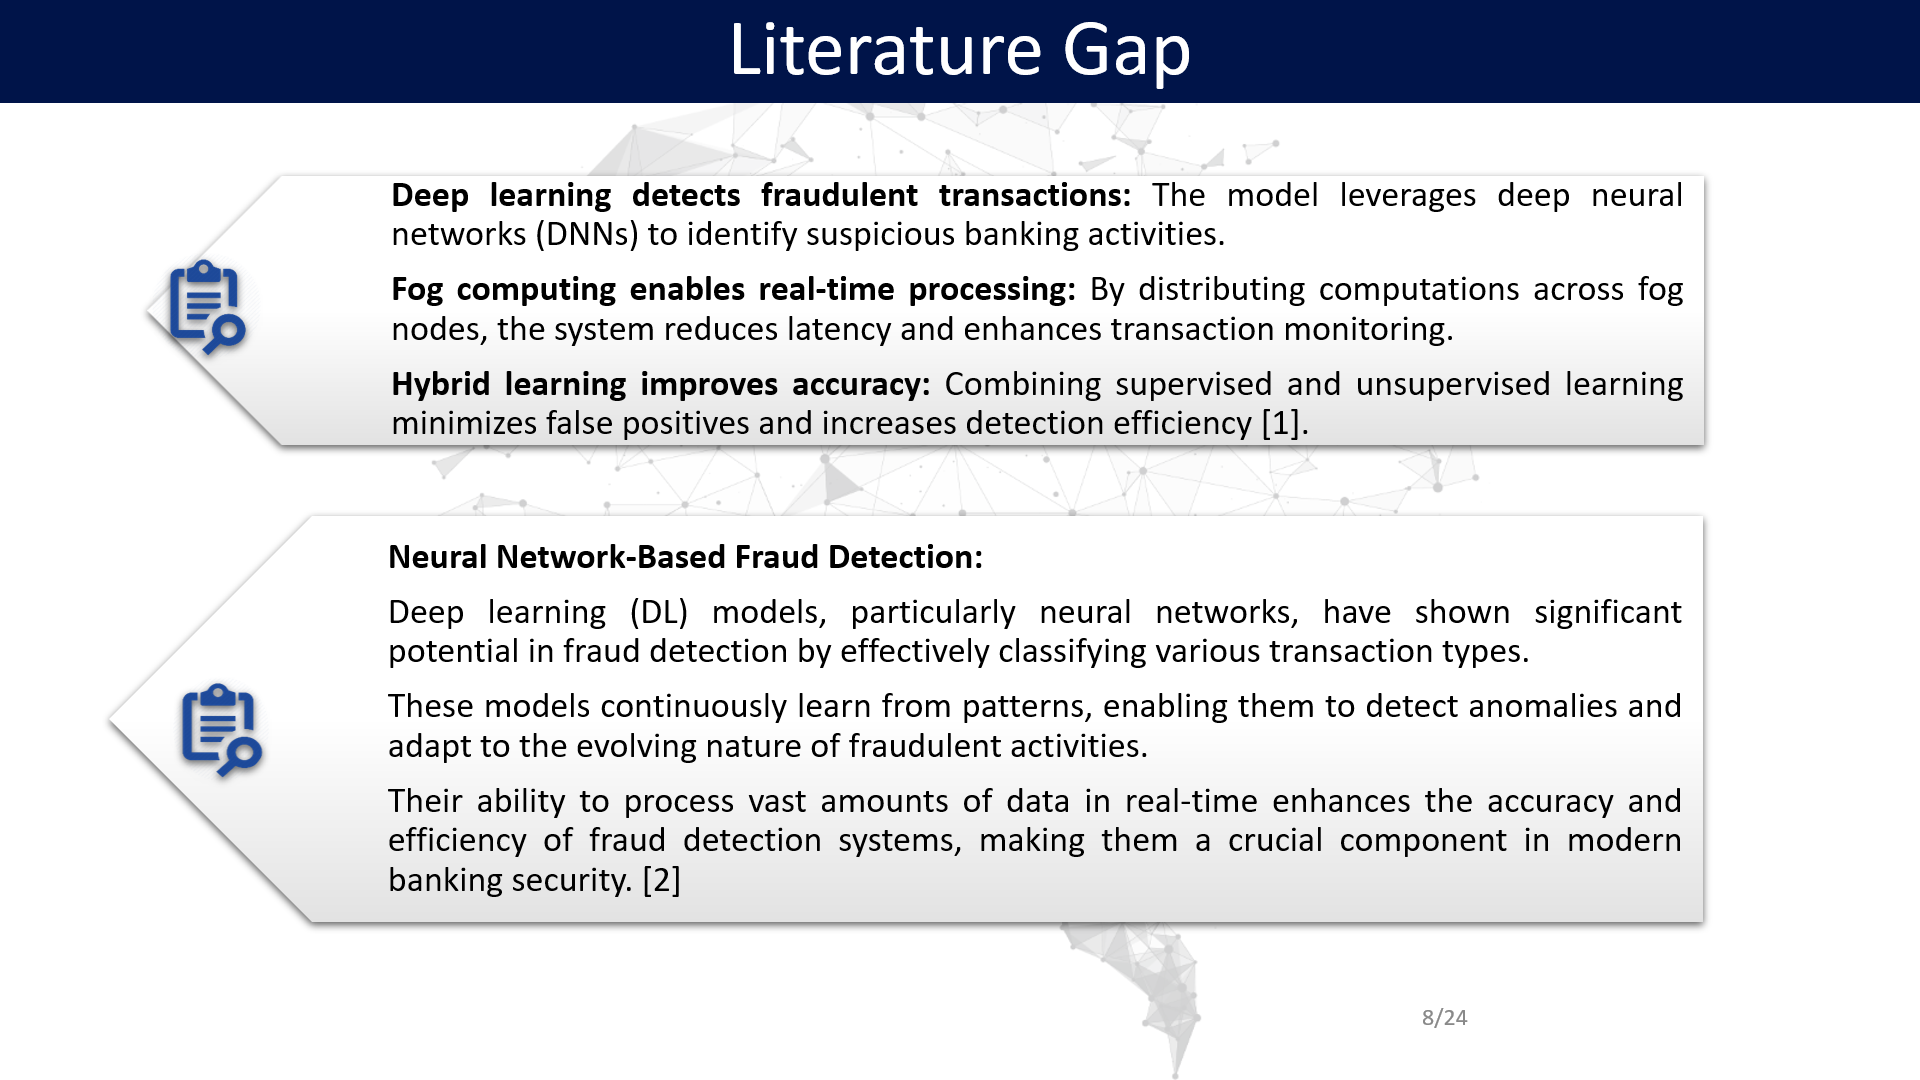 Literature Gap
Deep learning detects fraudulent transactions: The model leverages deep neural
networks (DNNs) to identify suspicious banking activities.
Fog computing enables real-time processing: By distributing computations across fog
nodes, the system reduces latency and enhances transaction monitoring.
Hybrid learning improves accuracy: Combining supervised and unsupervised learning
minimizes false positives and increases detection efficiency [1].
Neural Network-Based Fraud Detection:
Deep learning (DL) models, particularly neural networks, have shown significant
potential in fraud detection by effectively classifying various transaction types.
These models continuously learn from patterns, enabling them to detect anomalies and
adapt to the evolving nature of fraudulent activities.
Their ability to process vast amounts of data in real-time enhances the accuracy and
efficiency of fraud detection systems, making them a crucial component in modern
banking security. [2]
8/24